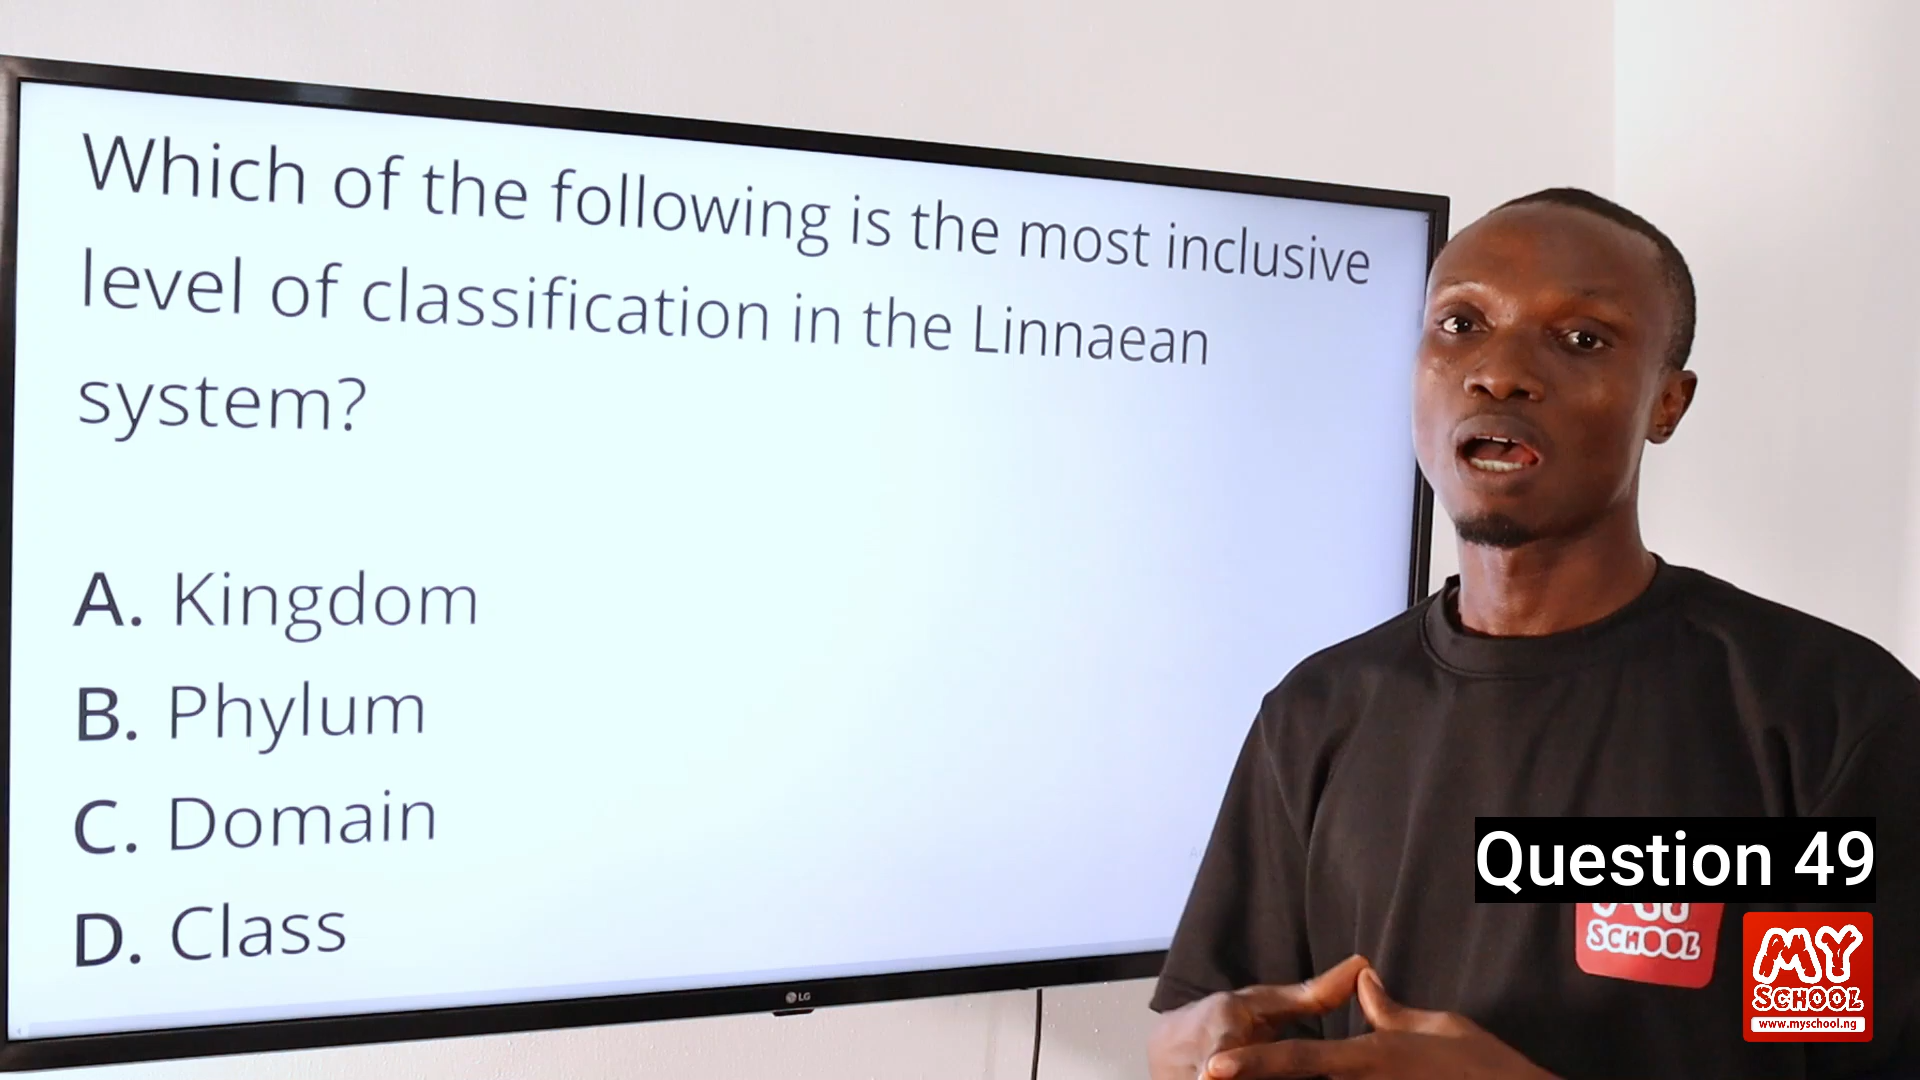 Which of the following is the most inclusive
level of classification in the Linnaean
system?
A. Kingdom
B. Phylum
C. Domain
D. Class
LG
Question 49
SCHOOL
MY
SCHOOL
www.myschool.ng